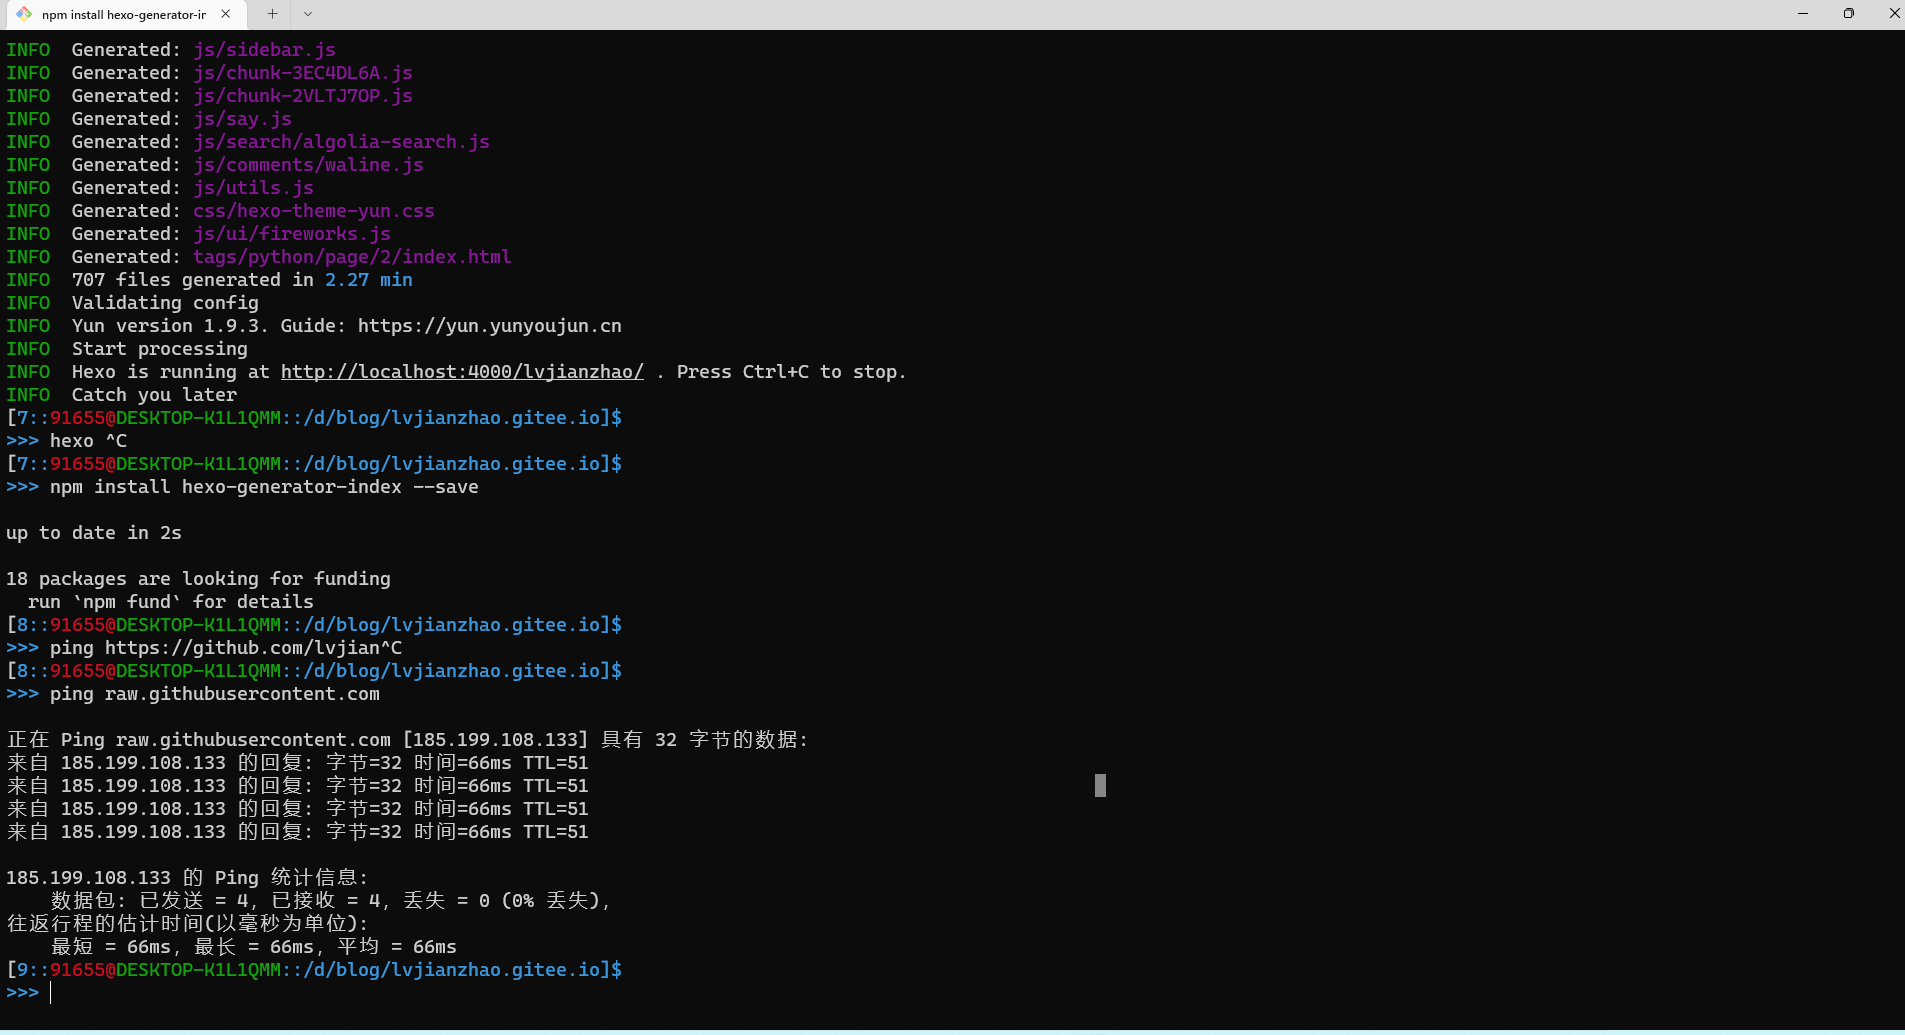 npm install hexo-generator-ir
INFO  Generated: js/sidebar.js
INFO  Generated: js/chunk-3EC4DL6A.js
INFO  Generated: js/chunk-2VLTJ7OP.js
INFO  Generated: js/say.js
INFO  Generated: js/search/algolia-search.js
INFO  Generated: js/comments/waline.js
INFO  Generated: js/utils.js
INFO  Generated: css/hexo-theme-yun.css
INFO  Generated: js/ui/fireworks.js
INFO  Generated: tags/python/page/2/index.html
INFO  707 files generated in 2.27 min
INFO  Validating config
INFO  Yun version 1.9.3. Guide: https://yun.yunyoujun.cn
INFO  Start processing
INFO  Hexo is running at http://localhost:4000/lvjianzhao/ . Press Ctrl+C to stop.
INFO  Catch you later
[7::91655@DESKTOP-K1L1QMM::/d/blog/lvjianzhao.gitee.io]$
>>> hexo ^C
[7::91655@DESKTOP-K1L1QMM::/d/blog/lvjianzhao.gitee.io]$
>>> npm install hexo-generator-index --save
up to date in 2s
18 packages are looking for funding
  run `npm fund` for details
[8::91655@DESKTOP-K1L1QMM::/d/blog/lvjianzhao.gitee.io]$
>>> ping https://github.com/lvjian^C
[8::91655@DESKTOP-K1L1QMM::/d/blog/lvjianzhao.gitee.io]$
>>> ping raw.githubusercontent.com
正在 Ping raw.githubusercontent.com [185.199.108.133] 具有 32 字节的数据:
来自 185.199.108.133 的回复: 字节=32 时间=66ms TTL=51
来自 185.199.108.133 的回复: 字节=32 时间=66ms TTL=51
来自 185.199.108.133 的回复: 字节=32 时间=66ms TTL=51
来自 185.199.108.133 的回复: 字节=32 时间=66ms TTL=51
185.199.108.133 的 Ping 统计信息:
    数据包: 已发送 = 4, 已接收 = 4, 丢失 = 0 (0% 丢失),
往返行程的估计时间(以毫秒为单位):
    最短 = 66ms, 最长 = 66ms, 平均 = 66ms
[9::91655@DESKTOP-K1L1QMM::/d/blog/lvjianzhao.gitee.io]$
>>>